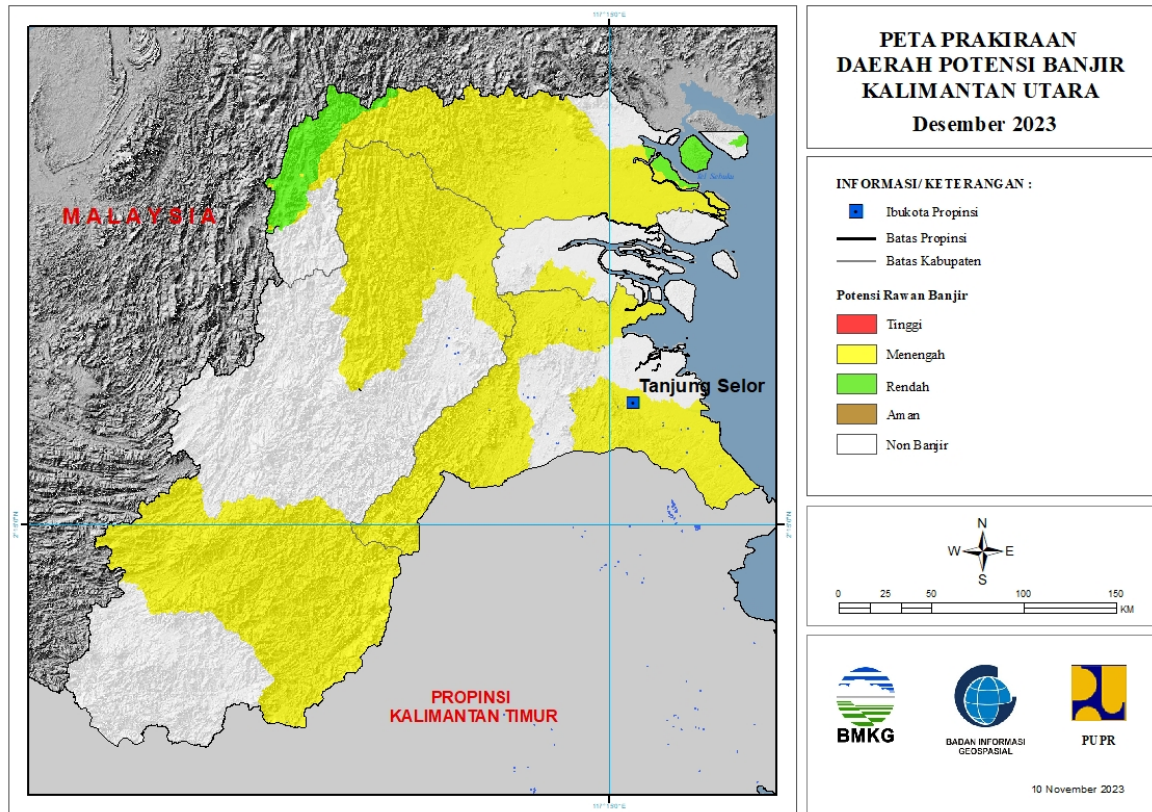 PETA PRAKIRAAN
DAERAH POTENSI BANJIR
KALIMANTAN UTARA
Desember 2023
INFORMASI/ KETERANGAN :
Ibukota Propinsi
Batas Propinsi
Batas Kabupaten
Potensi Rawan Banjir
Tinggi
Menengah
Rendah
Aman
Non Banjir
N
W E
S
0 25 50 100 150
KM
BMKG
BADAN INFORMASI
GEOSPASIAL
PUPR
10 November 2023
MALAYSIA
Tanjung Selor
PROPINSI
KALIMANTAN TIMUR